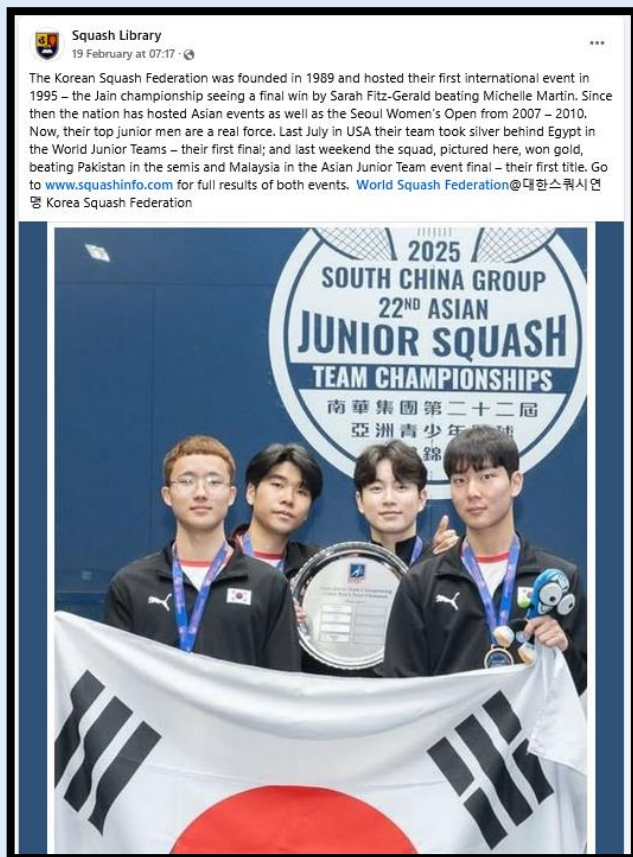 Squash Library
19 February at 07:17 ·
The Korean Squash Federation was founded in 1989 and hosted their first international event in
1995 – the Jain championship seeing a final win by Sarah Fitz-Gerald beating Michelle Martin. Since
then the nation has hosted Asian events as well as the Seoul Women's Open from 2007 – 2010.
Now, their top junior men are a real force. Last July in USA their team took silver behind Egypt in
the World Junior Teams – their first final; and last weekend the squad, pictured here, won gold,
beating Pakistan in the semis and Malaysia in the Asian Junior Team event final – their first title. Go
to www.squashinfo.com for full results of both events. World Squash Federation@대한스쿼시연
맹 Korea Squash Federation
2025
SOUTH CHINA GROUP
22ND ASIAN
JUNIOR SQUASH
TEAM CHAMPIONSHIPS
南華集團第二十二屆
亞洲青少年 球
錦